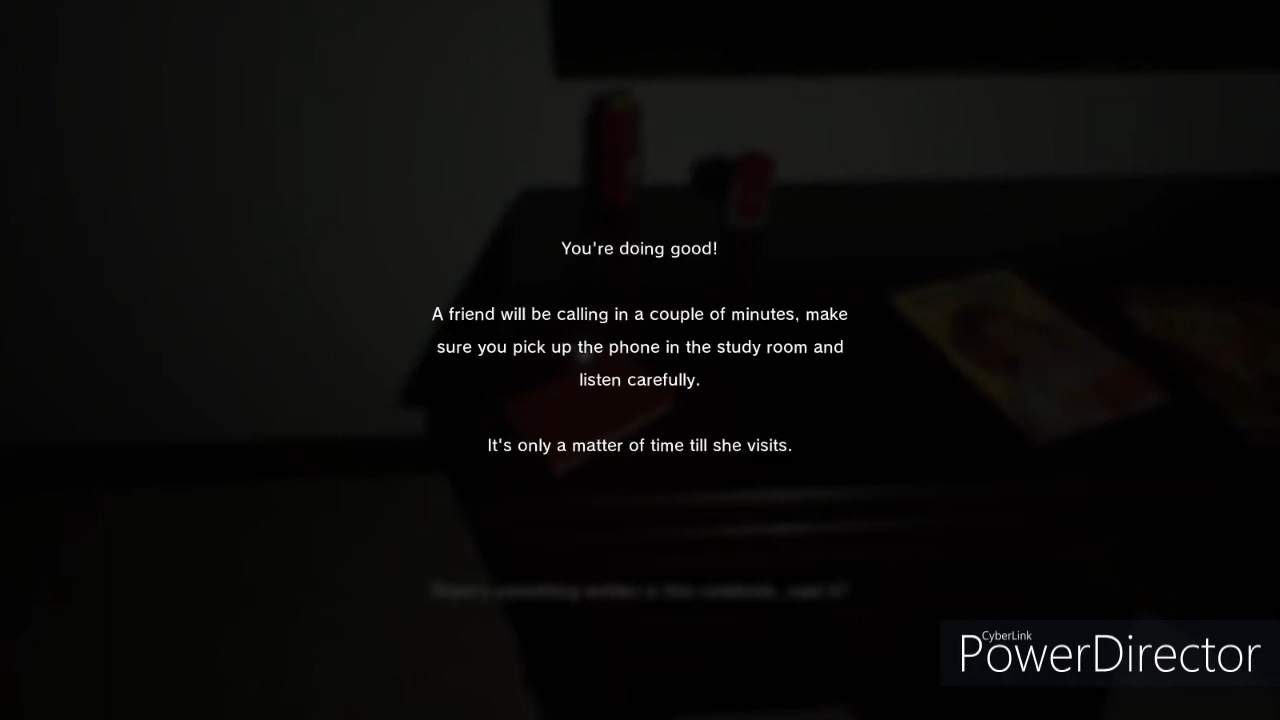 You're doing good!
A friend will be calling in a couple of minutes, make
sure you pick up the phone in the study room and
listen carefully.
It's only a matter of time till she visits.
CyberLink
PowerDirector